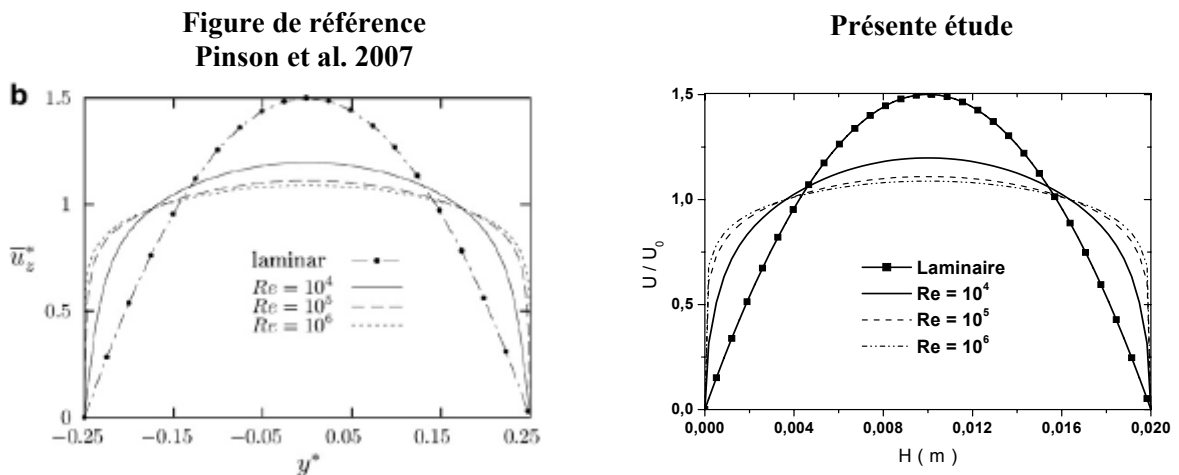 Figure de référence
Pinson et al. 2007
b
1.5
1
0.5
0
u̅*z
laminar
Re = 10⁴
Re = 10⁵
Re = 10⁶
−0.25 −0.15 −0.05 0.05 0.15 0.25
y*
Présente étude
1,5
1,0
0,5
0,0
U / U₀
Laminaire
Re = 10⁴
Re = 10⁵
Re = 10⁶
0,000 0,004 0,008 0,012 0,016 0,020
H ( m )